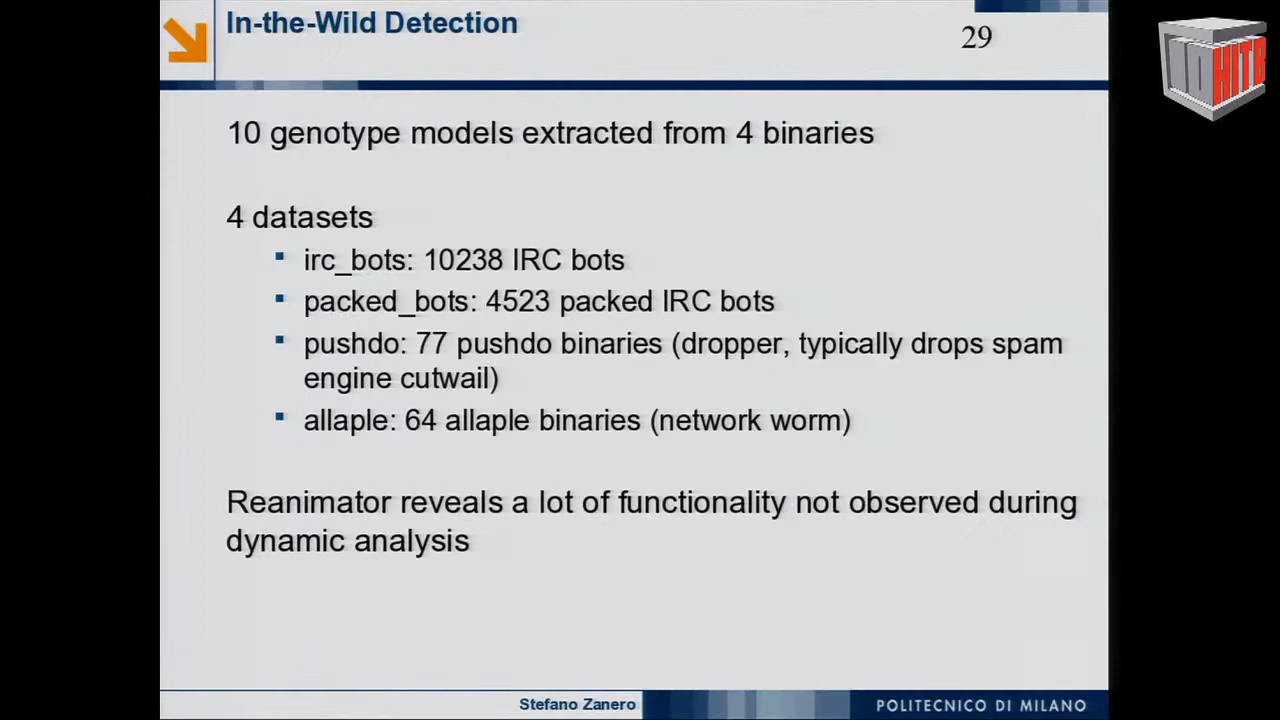 In-the-Wild Detection
29
HITB
10 genotype models extracted from 4 binaries
4 datasets
irc_bots: 10238 IRC bots
packed_bots: 4523 packed IRC bots
pushdo: 77 pushdo binaries (dropper, typically drops spam
engine cutwail)
allaple: 64 allaple binaries (network worm)
Reanimator reveals a lot of functionality not observed during
dynamic analysis
Stefano Zanero
POLITECNICO DI MILANO